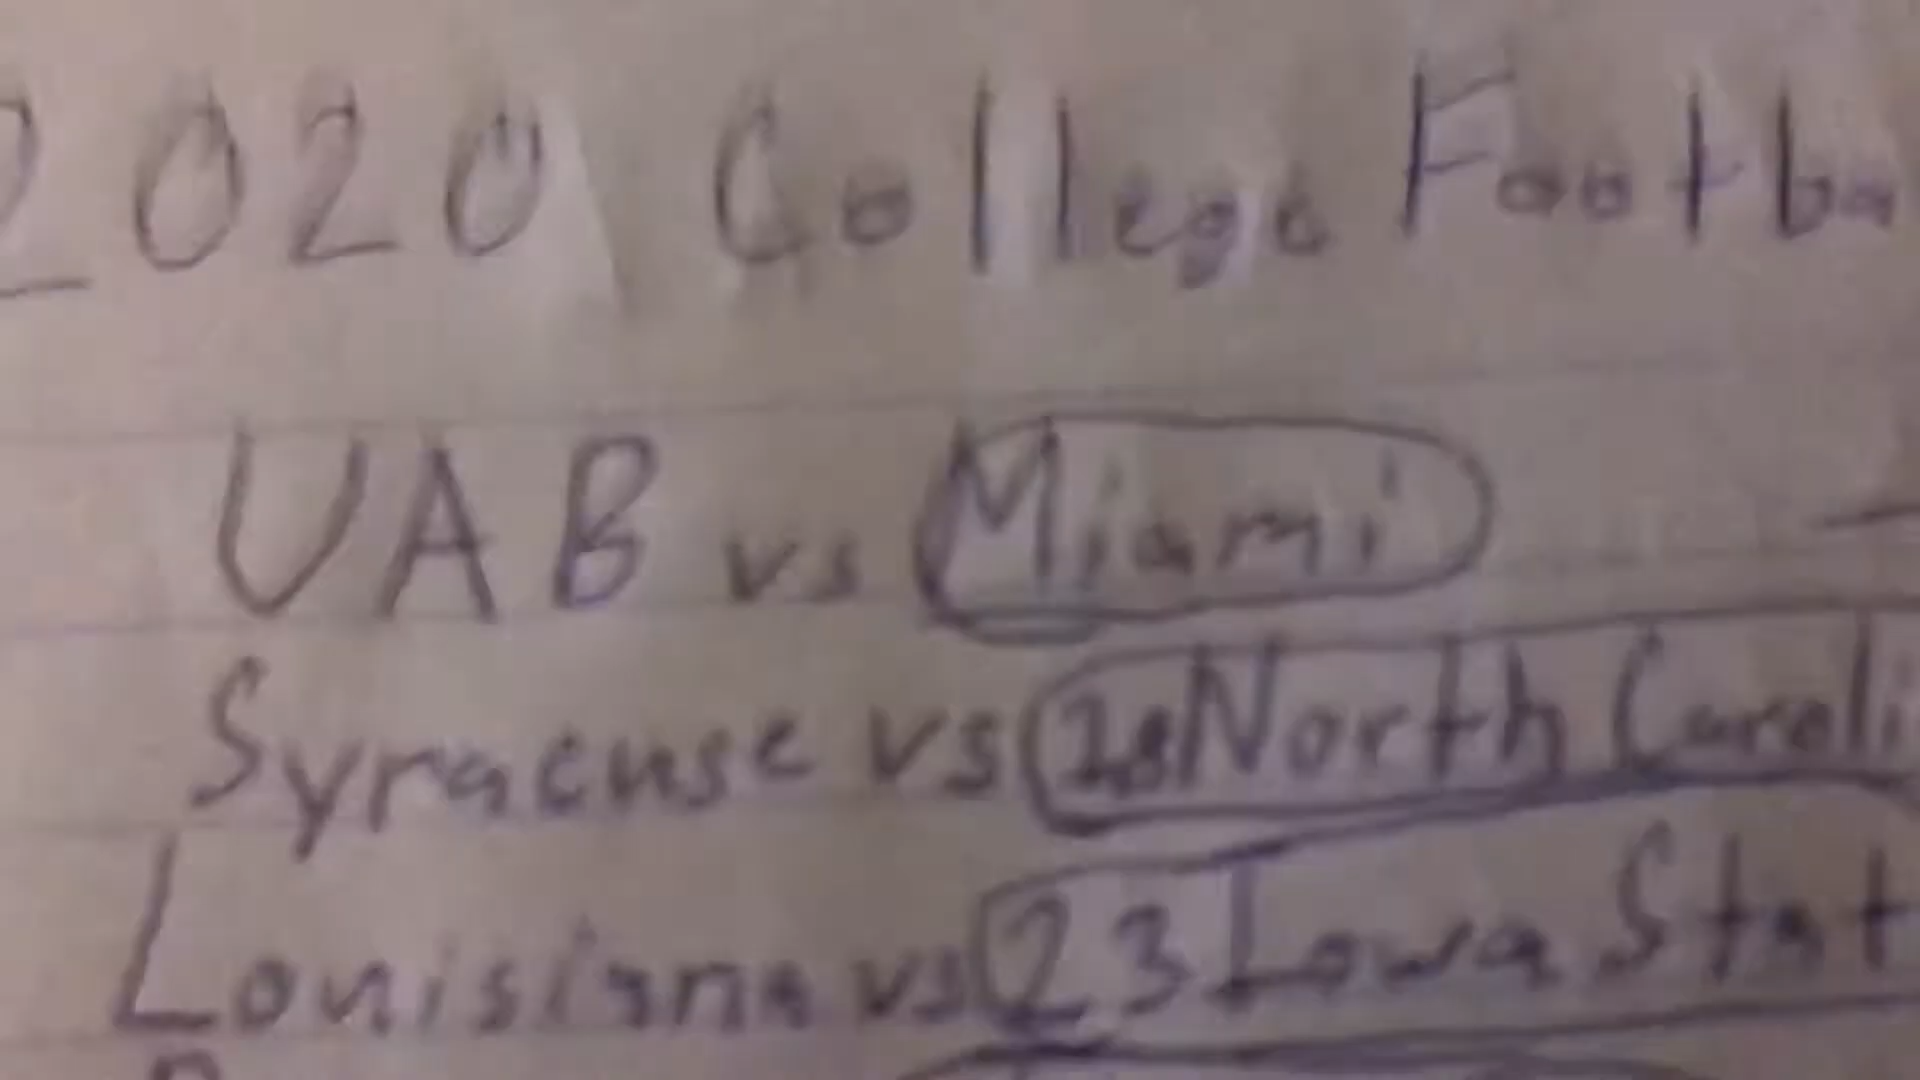 2020 College Footba
UAB vs Miami
Syracuse vs 18 North Caroli
Louisiana vs 23 Iowa Stat